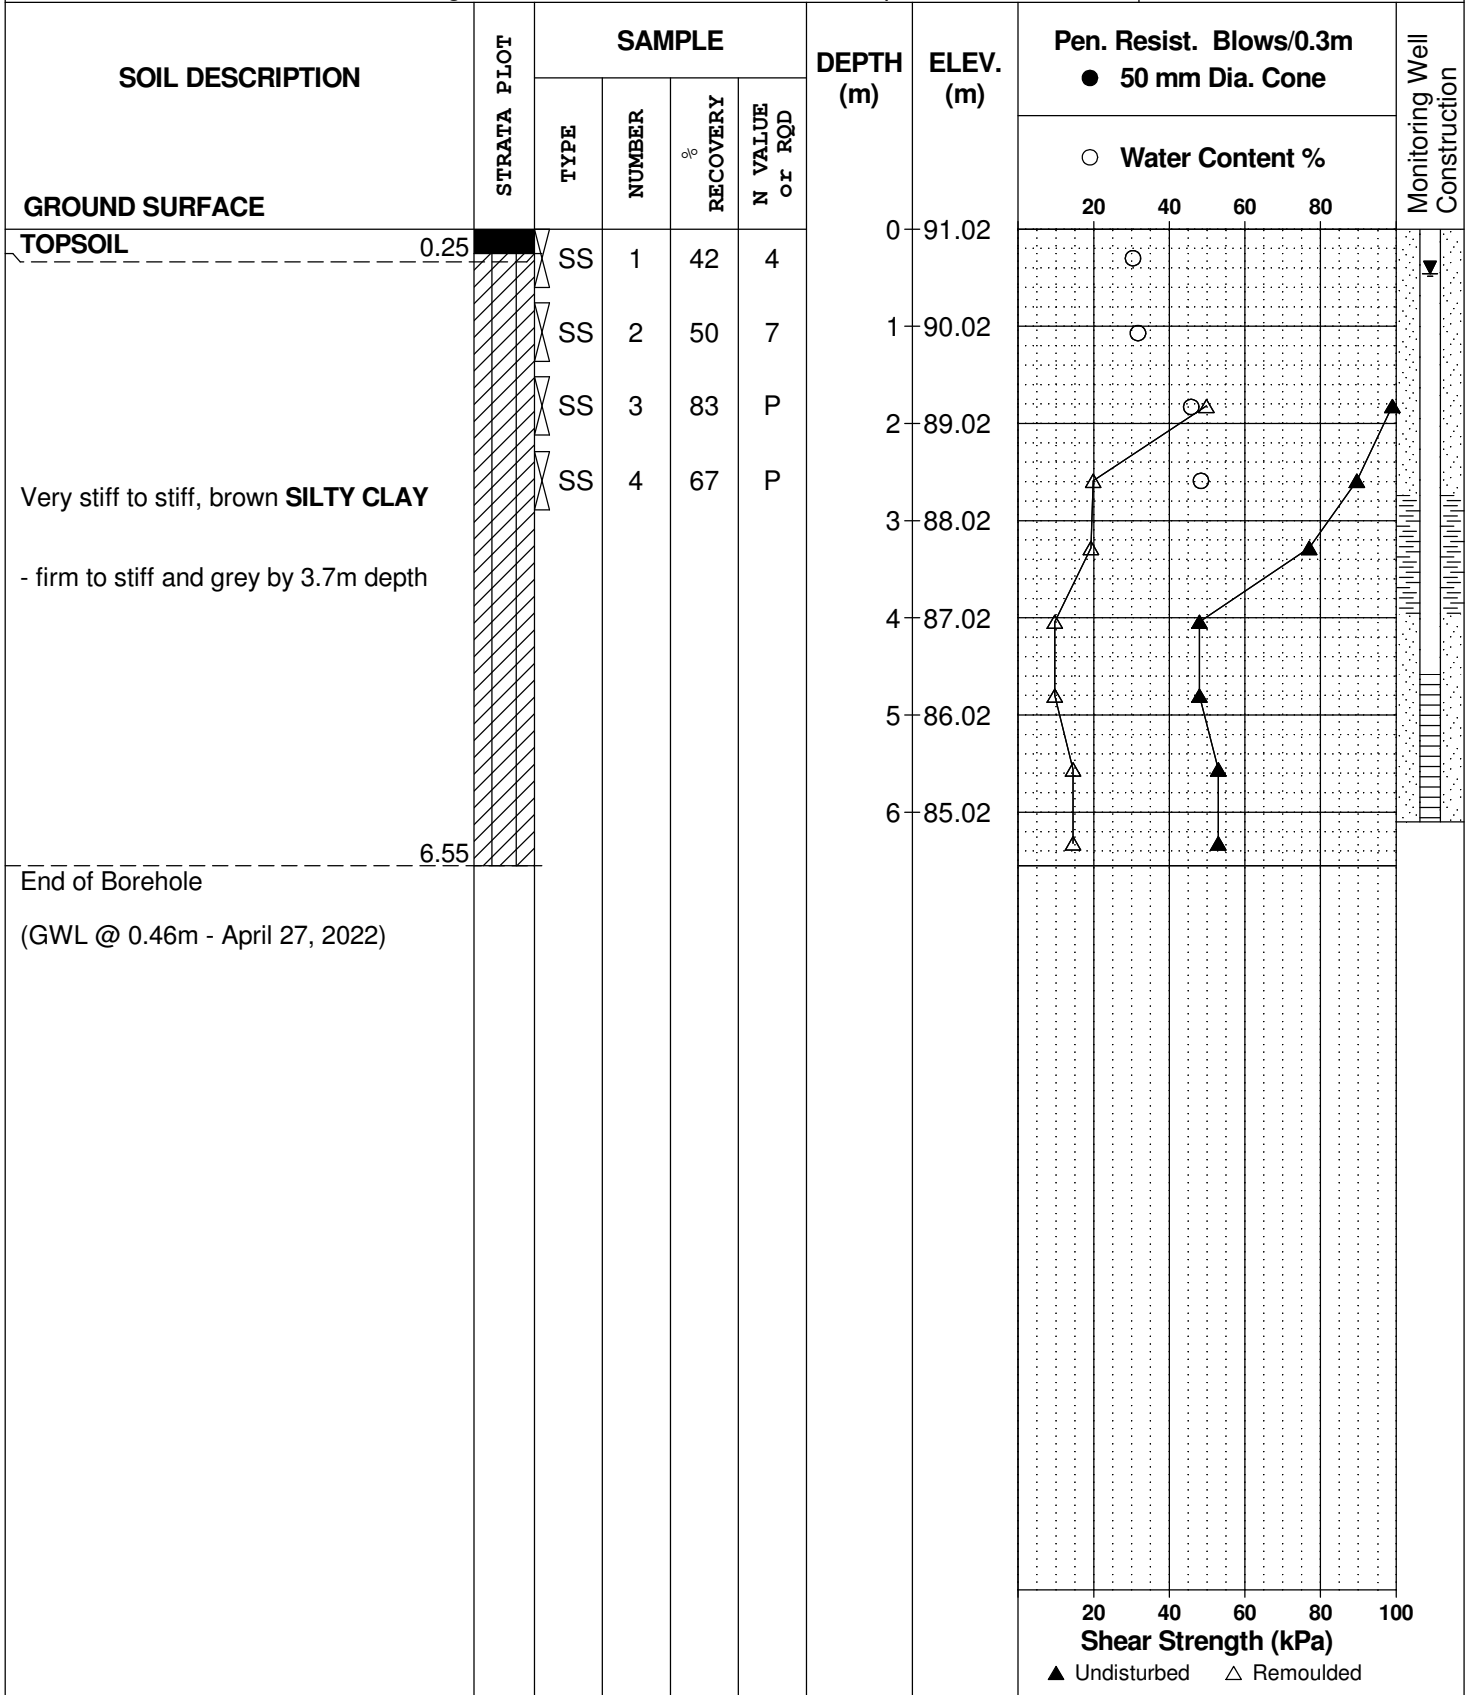 SOIL DESCRIPTION
GROUND SURFACE
STRATA PLOT
SAMPLE
TYPE
NUMBER
%
RECOVERY
N VALUE
or RQD
DEPTH
(m)
ELEV.
(m)
Pen. Resist. Blows/0.3m
● 50 mm Dia. Cone
○ Water Content %
20 40 60 80
Monitoring Well
Construction
TOPSOIL 0.25
SS 1 42 4
0 91.02
SS 2 50 7
1 90.02
SS 3 83 P
2 89.02
SS 4 67 P
Very stiff to stiff, brown SILTY CLAY
3 88.02
- firm to stiff and grey by 3.7m depth
4 87.02
5 86.02
6 85.02
6.55
End of Borehole
(GWL @ 0.46m - April 27, 2022)
20 40 60 80 100
Shear Strength (kPa)
▲ Undisturbed △ Remoulded